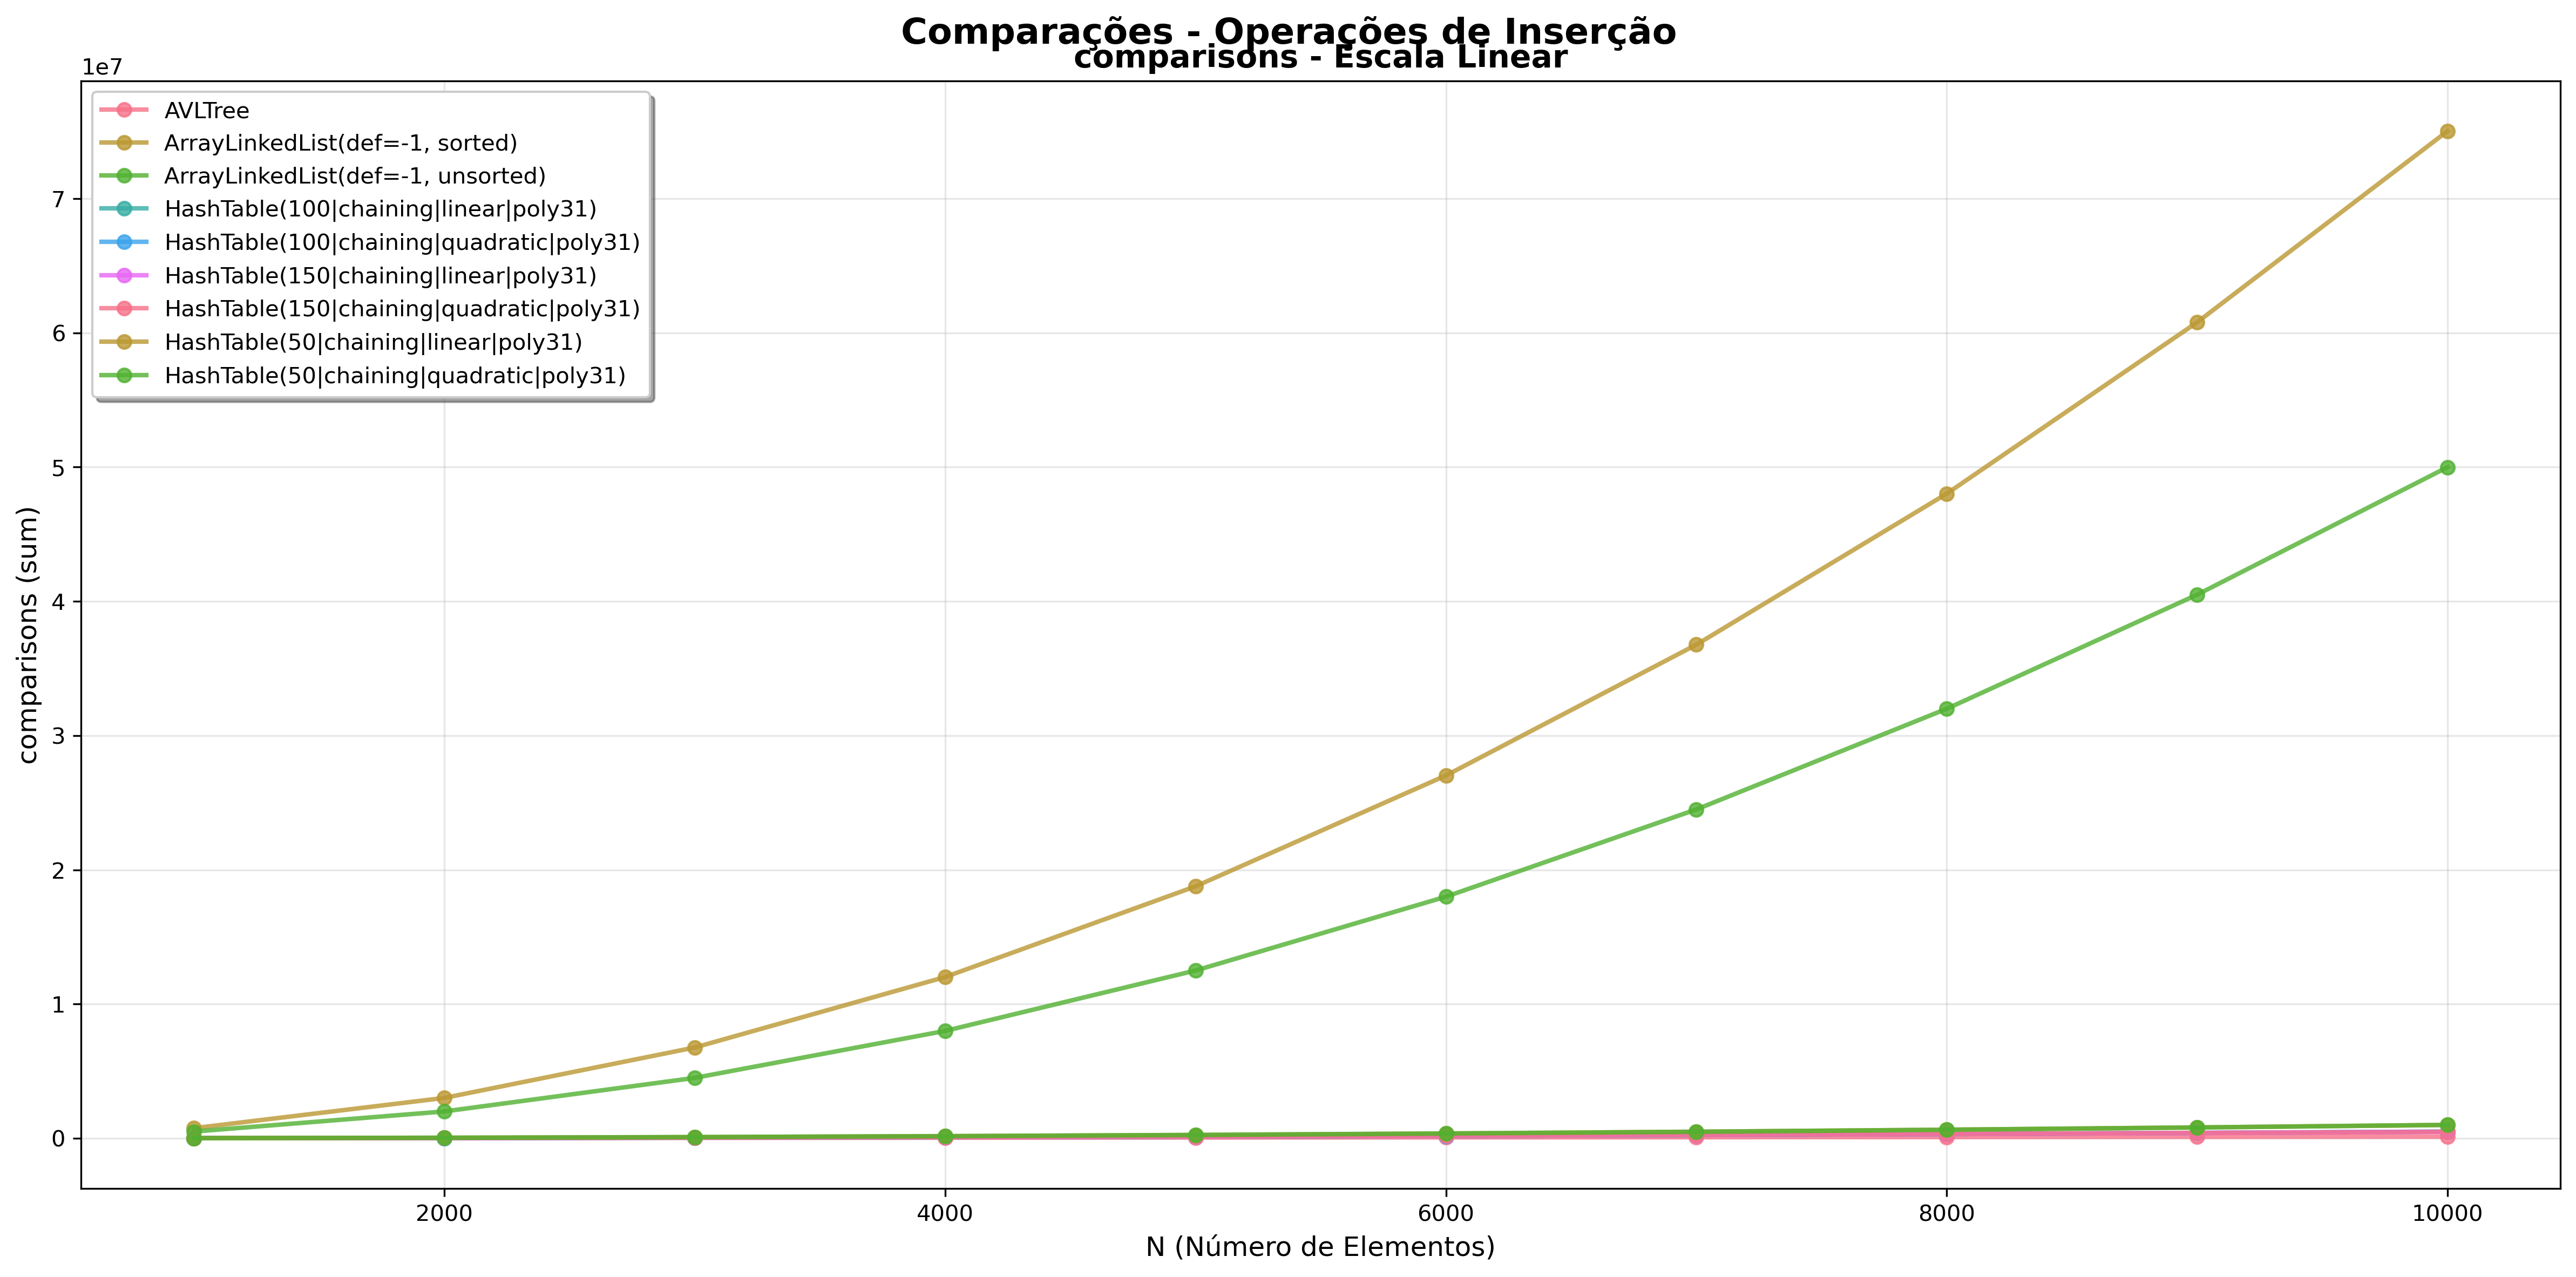 Comparações - Operações de Inserção
comparisons - Escala Linear
1e7
AVLTree
ArrayLinkedList(def=-1, sorted)
ArrayLinkedList(def=-1, unsorted)
HashTable(100|chaining|linear|poly31)
HashTable(100|chaining|quadratic|poly31)
HashTable(150|chaining|linear|poly31)
HashTable(150|chaining|quadratic|poly31)
HashTable(50|chaining|linear|poly31)
HashTable(50|chaining|quadratic|poly31)
comparisons (sum)
7
6
5
4
3
2
1
0
2000
4000
6000
8000
10000
N (Número de Elementos)